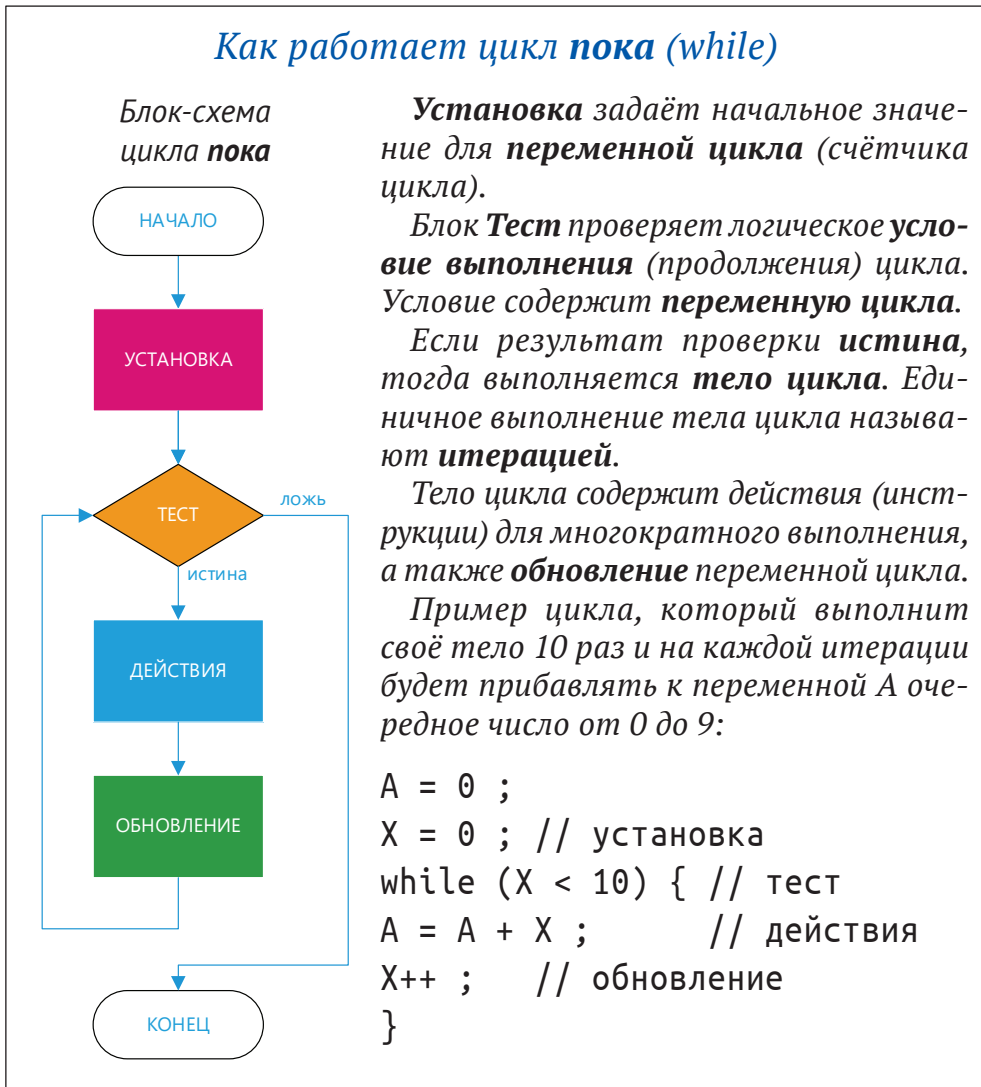 Как работает цикл пока (while)
Блок-схема
цикла пока
НАЧАЛО
УСТАНОВКА
ТЕСТ
ложь
истина
ДЕЙСТВИЯ
ОБНОВЛЕНИЕ
КОНЕЦ
Установка задаёт начальное значе-
ние для переменной цикла (счётчика
цикла).
Блок Тест проверяет логическое усло-
вие выполнения (продолжения) цикла.
Условие содержит переменную цикла.
Если результат проверки истина,
тогда выполняется тело цикла. Еди-
ничное выполнение тела цикла называ-
ют итерацией.
Тело цикла содержит действия (инст-
рукции) для многократного выполнения,
а также обновление переменной цикла.
Пример цикла, который выполнит
своё тело 10 раз и на каждой итерации
будет прибавлять к переменной А оче-
редное число от 0 до 9:
A = 0 ;
X = 0 ; // установка
while (X < 10) { // тест
A = A + X ; // действия
X++ ; // обновление
}